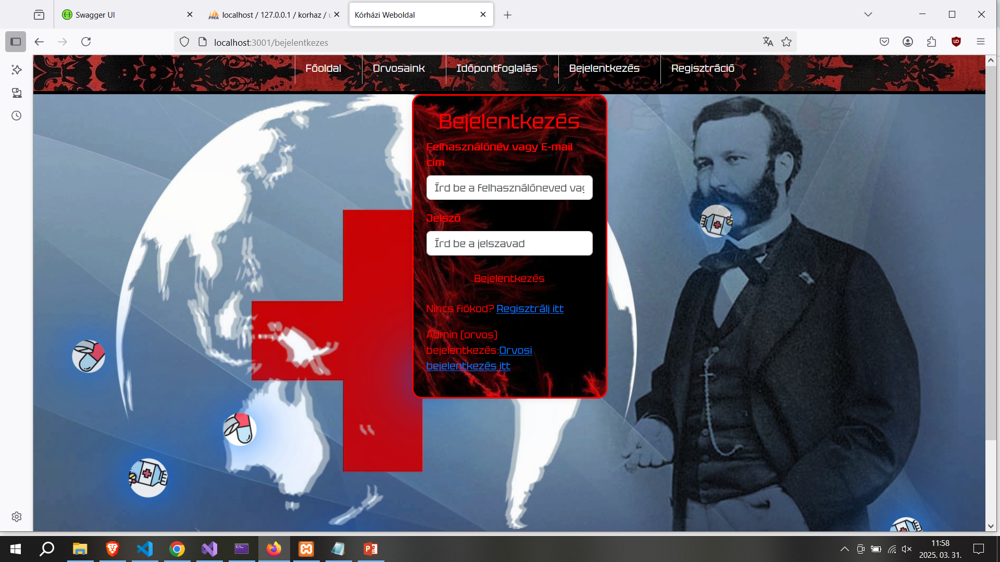 Swagger UI
localhost / 127.0.0.1 / korhaz / u
Kórházi Weboldal
localhost:3001/bejelentkezes
Főoldal
Orvosaink
Időpontfoglalás
Bejelentkezés
Regisztráció
Bejelentkezés
Felhasználónév vagy E-mail
cím
Írd be a felhasználóneved vag
Jelszó
Írd be a jelszavad
Bejelentkezés
Nincs fiókod? Regisztrálj itt
Admin (orvos)
bejelentkezés:Orvosi
bejelentkezés itt
11:58
2025. 03. 31.